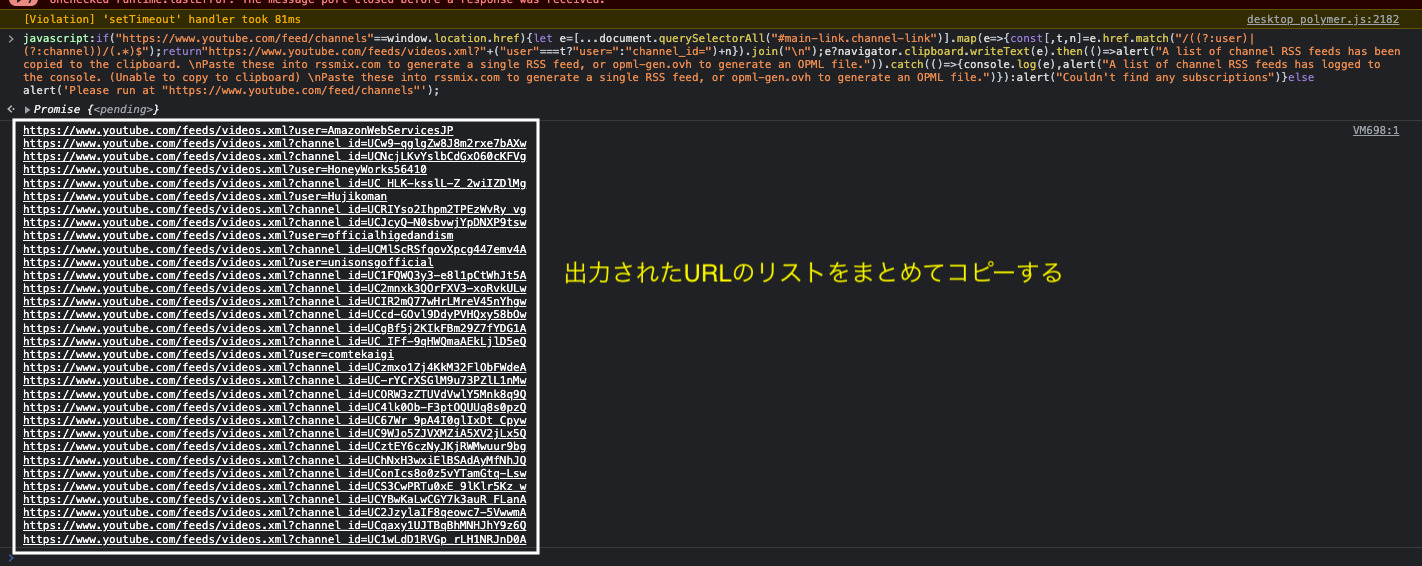 Unchecked runtime.lastError: The message port closed before a response was received.
[Violation] 'setTimeout' handler took 81ms
desktop_polymer.js:2182
javascript:if("https://www.youtube.com/feed/channels"==window.location.href){let e=[...document.querySelectorAll("#main-link.channel-link")].map(e=>{const[,t,n]=e.href.match("/((?:user)|
(?:channel))/(.*)$");return"https://www.youtube.com/feeds/videos.xml?"+("user"===t?"user=":"channel_id=")+n}).join("\n");e?navigator.clipboard.writeText(e).then(()=>alert("A list of channel RSS feeds has been
copied to the clipboard. \nPaste these into rssmix.com to generate a single RSS feed, or opml-gen.ovh to generate an OPML file.")).catch(()=>{console.log(e),alert("A list of channel RSS feeds has logged to
the console. (Unable to copy to clipboard) \nPaste these into rssmix.com to generate a single RSS feed, or opml-gen.ovh to generate an OPML file.")}):alert("Couldn't find any subscriptions")}else
alert('Please run at "https://www.youtube.com/feed/channels"');
Promise {<pending>}
VM698:1
https://www.youtube.com/feeds/videos.xml?user=AmazonWebServicesJP
https://www.youtube.com/feeds/videos.xml?channel_id=UCw9-qglgZw8J8m2rxe7bAXw
https://www.youtube.com/feeds/videos.xml?channel_id=UCNcjLKvYslbCdGxO60cKFVg
https://www.youtube.com/feeds/videos.xml?user=HoneyWorks56410
https://www.youtube.com/feeds/videos.xml?channel_id=UC_HLK-ksslL-Z_2wiIZDlMg
https://www.youtube.com/feeds/videos.xml?user=Hujikoman
https://www.youtube.com/feeds/videos.xml?channel_id=UCRIYso2Ihpm2TPEzWvRy_vg
https://www.youtube.com/feeds/videos.xml?channel_id=UCJcyQ-N0sbvwjYpDNXP9tsw
https://www.youtube.com/feeds/videos.xml?user=officialhigedandism
https://www.youtube.com/feeds/videos.xml?channel_id=UCMlScRSfqovXpcg447emv4A
https://www.youtube.com/feeds/videos.xml?user=unisonsgofficial
https://www.youtube.com/feeds/videos.xml?channel_id=UC1FQWQ3y3-e8l1pCtWhJt5A
https://www.youtube.com/feeds/videos.xml?channel_id=UC2mnxk3QOrFXV3-xoRvkULw
https://www.youtube.com/feeds/videos.xml?channel_id=UCIR2mQ77wHrLMreV45nYhgw
https://www.youtube.com/feeds/videos.xml?channel_id=UCcd-GOvl9DdyPVHQxy58bOw
https://www.youtube.com/feeds/videos.xml?channel_id=UCgBf5j2KIkFBm29Z7fYDG1A
https://www.youtube.com/feeds/videos.xml?channel_id=UC_IFf-9qHWQmaAEkLjlD5eQ
https://www.youtube.com/feeds/videos.xml?user=comtekaigi
https://www.youtube.com/feeds/videos.xml?channel_id=UCzmxo1Zj4KkM32FlObFWdeA
https://www.youtube.com/feeds/videos.xml?channel_id=UC-rYCrXSGlM9u73PZlL1nMw
https://www.youtube.com/feeds/videos.xml?channel_id=UCORW3zZTUVdVwlY5Mnk8q9Q
https://www.youtube.com/feeds/videos.xml?channel_id=UC4lk0Ob-F3ptOQUUq8s0pzQ
https://www.youtube.com/feeds/videos.xml?channel_id=UC67Wr_9pA4I0glIxDt_Cpyw
https://www.youtube.com/feeds/videos.xml?channel_id=UC9WJo5ZJVXMZiA5XV2jLx5Q
https://www.youtube.com/feeds/videos.xml?channel_id=UCztEY6czNyJKjRWMwuur9bg
https://www.youtube.com/feeds/videos.xml?channel_id=UChNxH3wxiElBSAdAyMfNhJQ
https://www.youtube.com/feeds/videos.xml?channel_id=UConIcs8o0z5vYTamGtq-Lsw
https://www.youtube.com/feeds/videos.xml?channel_id=UCS3CwPRTu0xE_9lKlr5Kz_w
https://www.youtube.com/feeds/videos.xml?channel_id=UCYBwKaLwCGY7k3auR_FLanA
https://www.youtube.com/feeds/videos.xml?channel_id=UC2JzylaIF8qeowc7-5VwwmA
https://www.youtube.com/feeds/videos.xml?channel_id=UCqaxy1UJTBqBhMNHJhY9z6Q
https://www.youtube.com/feeds/videos.xml?channel_id=UC1wLdD1RVGp_rLH1NRJnD0A
出力されたURLのリストをまとめてコピーする